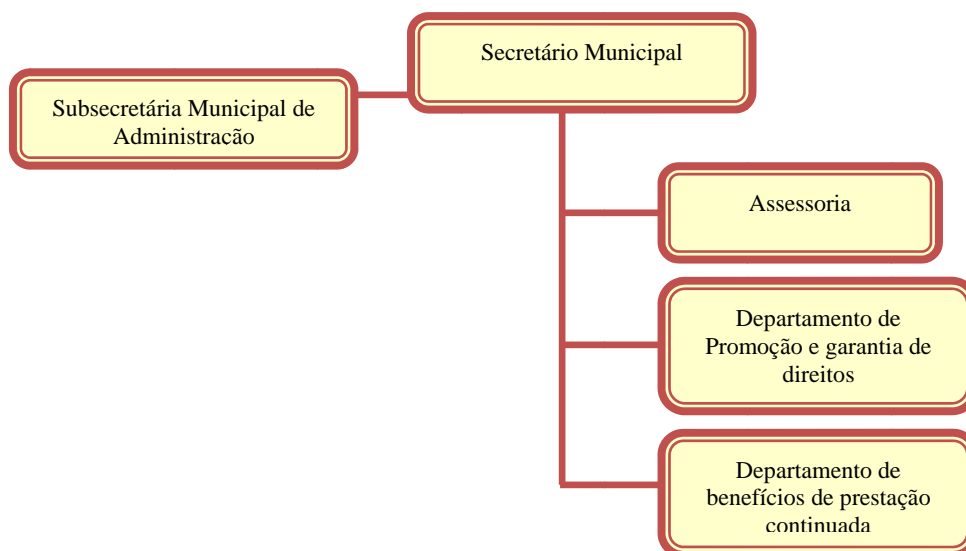 Secretário Municipal
Subsecretária Municipal de
Administração
Assessoria
Departamento de
Promoção e garantia de
direitos
Departamento de
benefícios de prestação
continuada